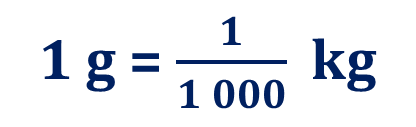 1 g = 1/1 000 kg